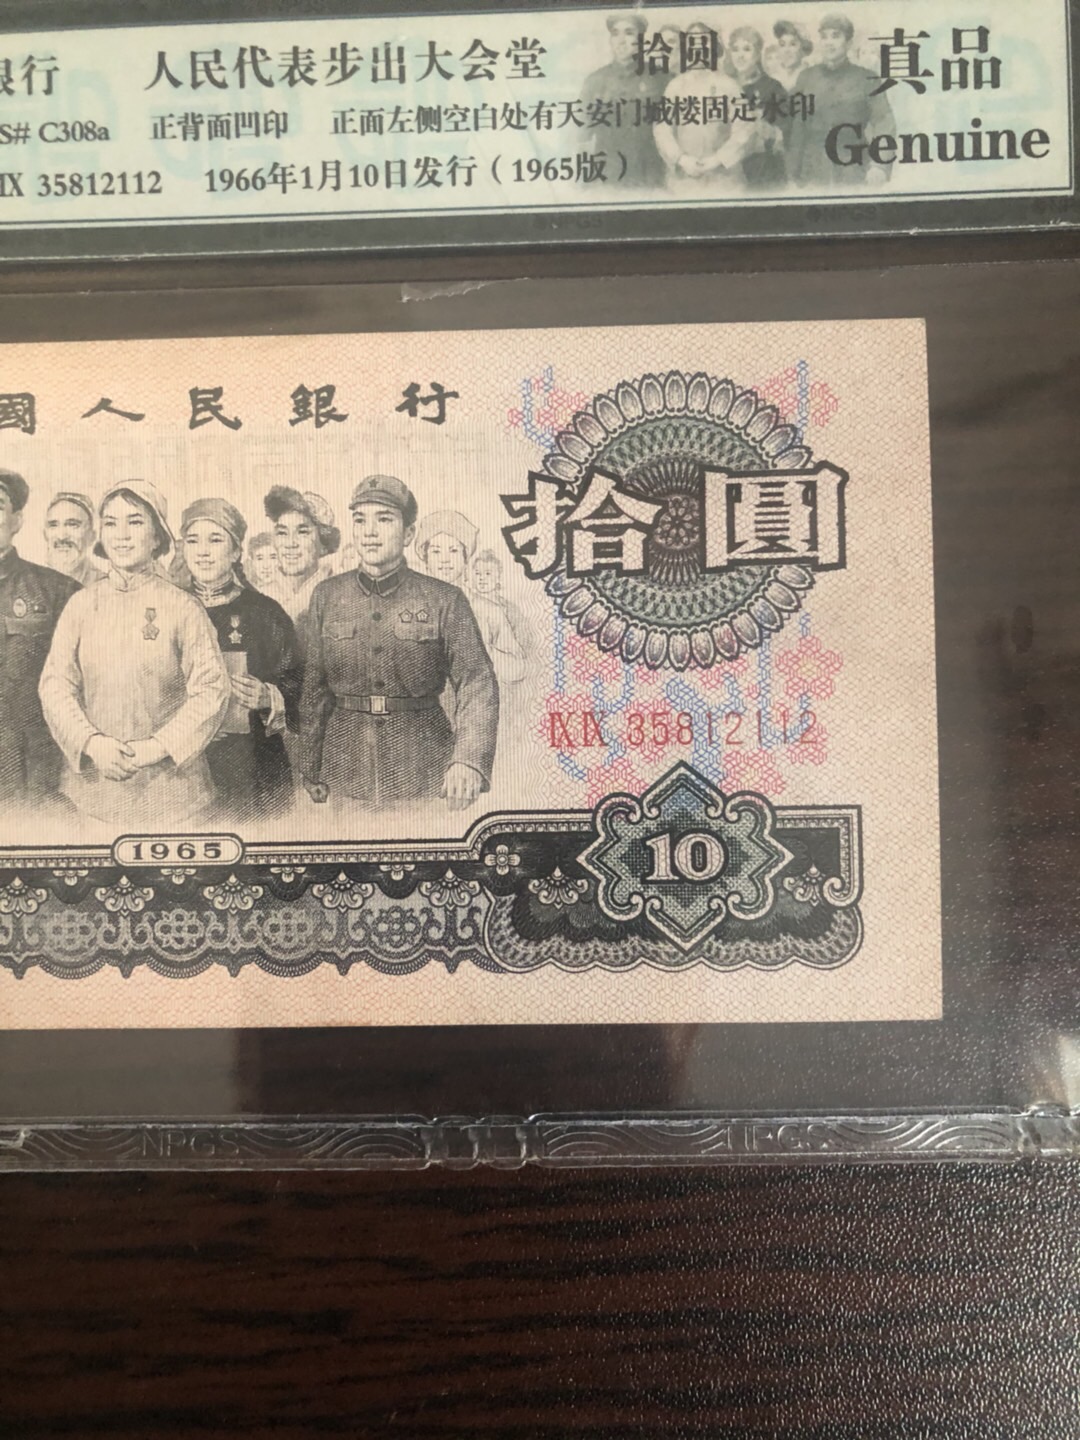 银行 人民代表步出大会堂 拾圆 真品
S# C308a 正背面凹印 正面左侧空白处有天安门城楼固定水印 Genuine
IX 35812112 1966年1月10日发行（1965版）
國人民銀行
拾圓
ⅨⅨ 35812112
1965
10
NPGS